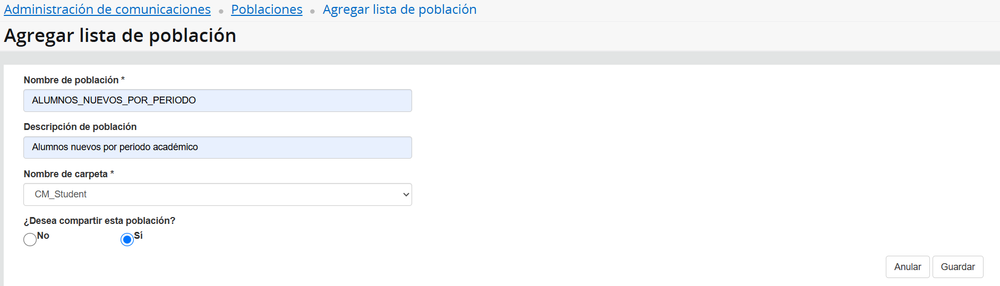 Administración de comunicaciones • Poblaciones • Agregar lista de población
Agregar lista de población
Nombre de población *
ALUMNOS_NUEVOS_POR_PERIODO
Descripción de población
Alumnos nuevos por periodo académico
Nombre de carpeta *
CM_Student
¿Desea compartir esta población?
No Sí
Anular Guardar